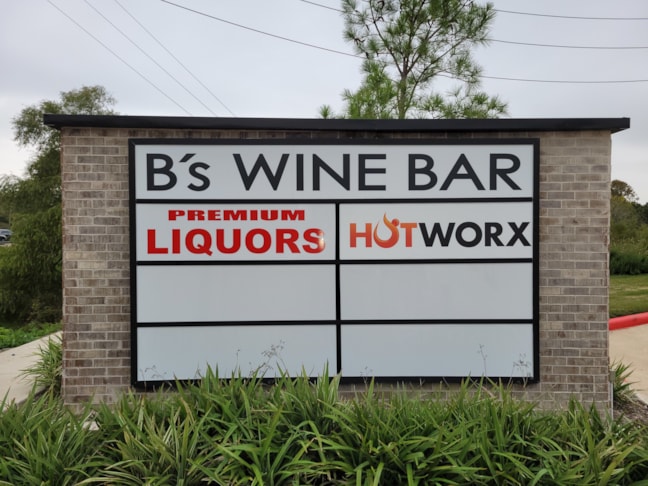 B's WINE BAR
PREMIUM
LIQUORS
HOTWORX